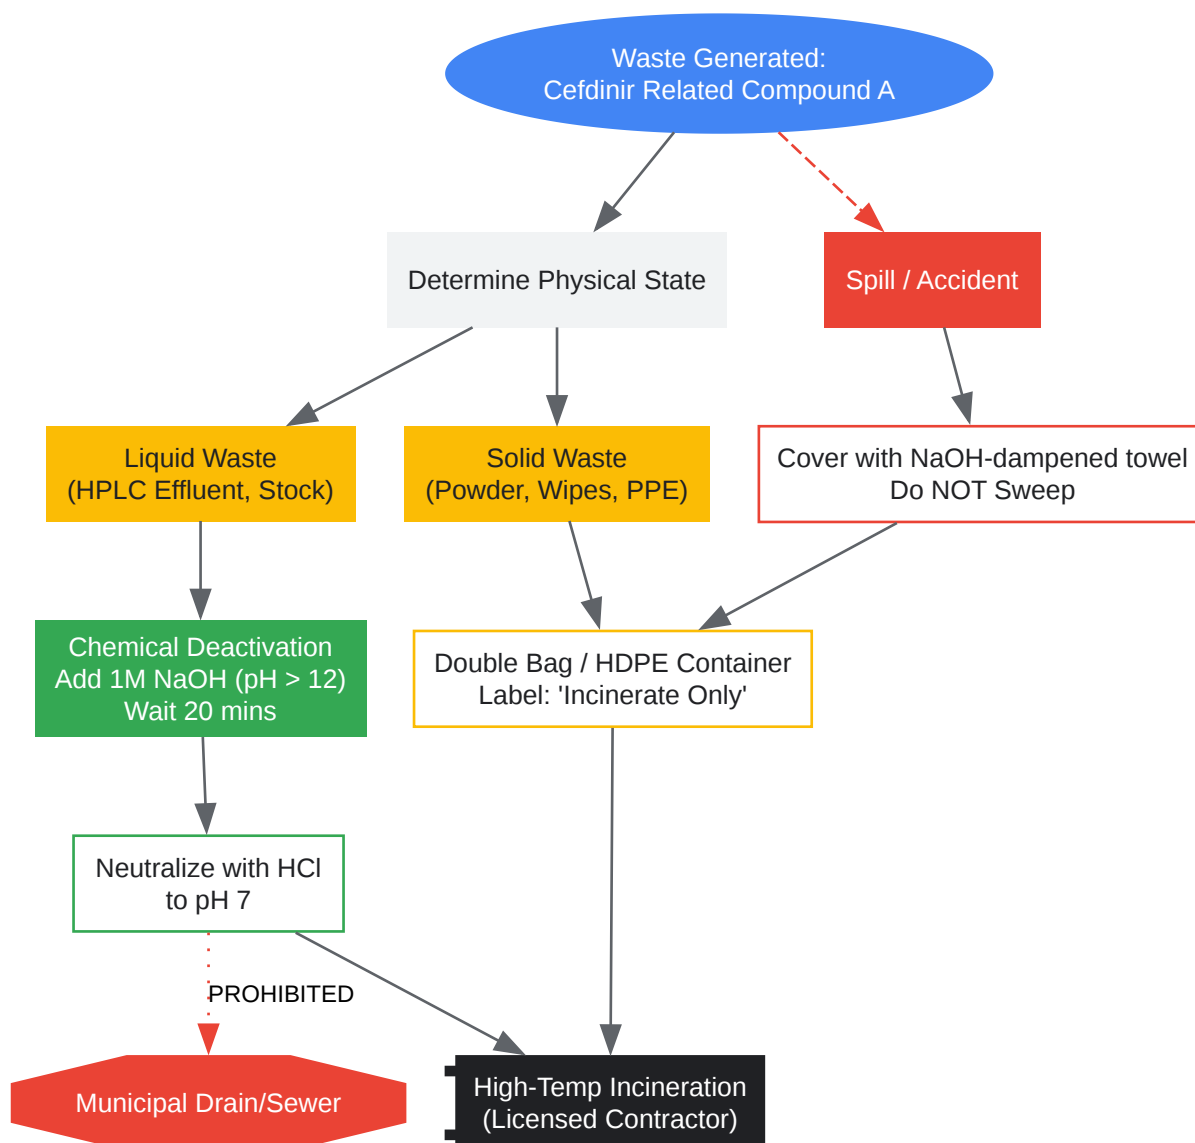 Waste Generated:
Cefdinir Related Compound A
Determine Physical State
Spill / Accident
Liquid Waste
(HPLC Effluent, Stock)
Solid Waste
(Powder, Wipes, PPE)
Cover with NaOH-dampened towel
Do NOT Sweep
Chemical Deactivation
Add 1M NaOH (pH > 12)
Wait 20 mins
Double Bag / HDPE Container
Label: 'Incinerate Only'
Neutralize with HCl
to pH 7
PROHIBITED
Municipal Drain/Sewer
High-Temp Incineration
(Licensed Contractor)